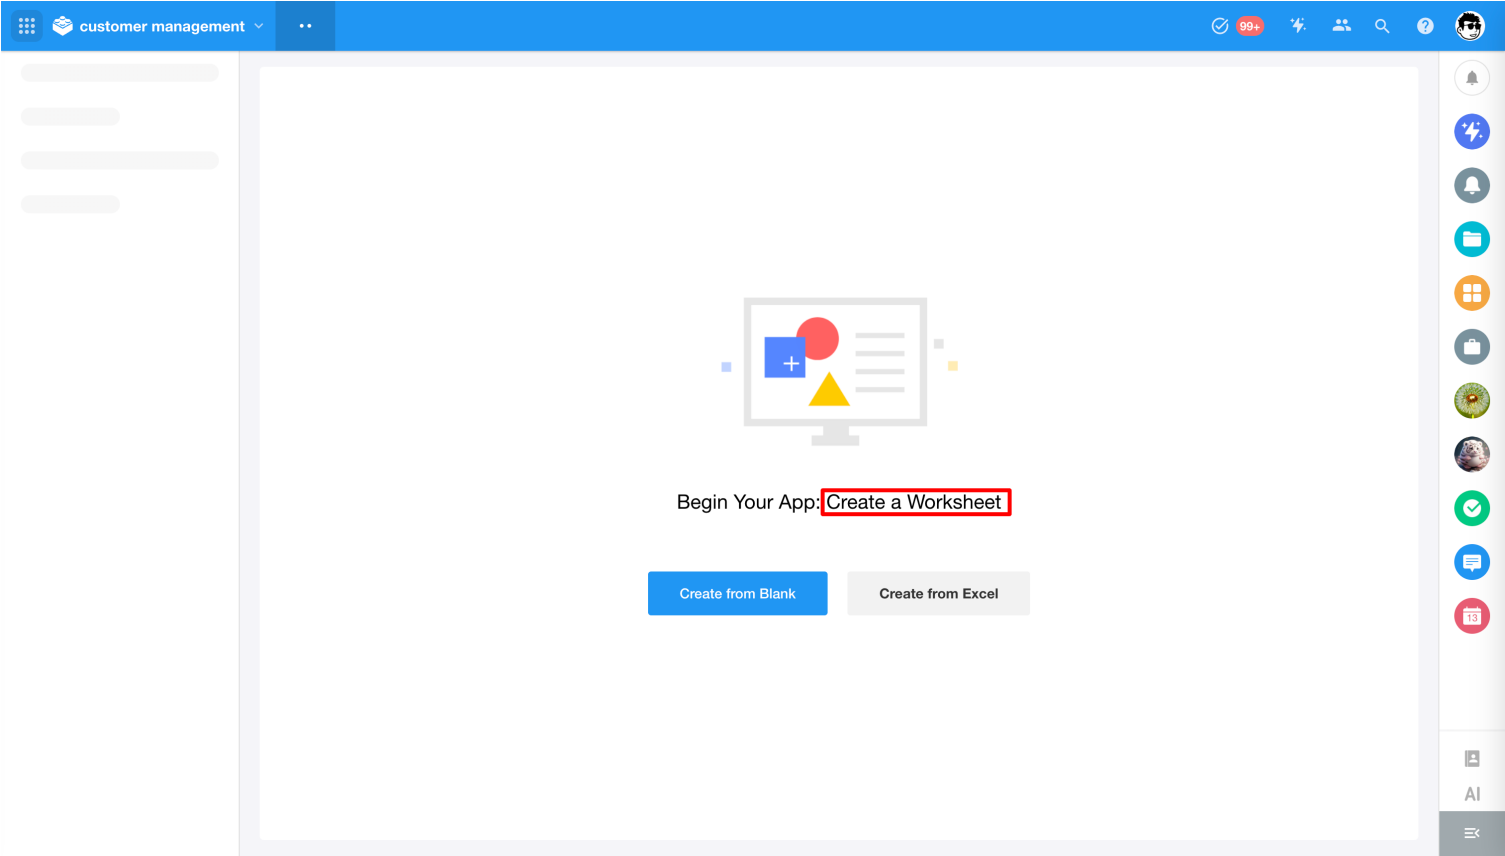 customer management
99+
Begin Your App: Create a Worksheet
Create from Blank
Create from Excel
13
AI